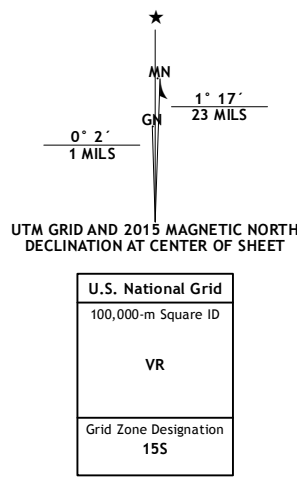 MN
GN
1° 17´
23 MILS
0° 2´
1 MILS
UTM GRID AND 2015 MAGNETIC NORTH
DECLINATION AT CENTER OF SHEET
U.S. National Grid
100,000-m Square ID
VR
Grid Zone Designation
15S